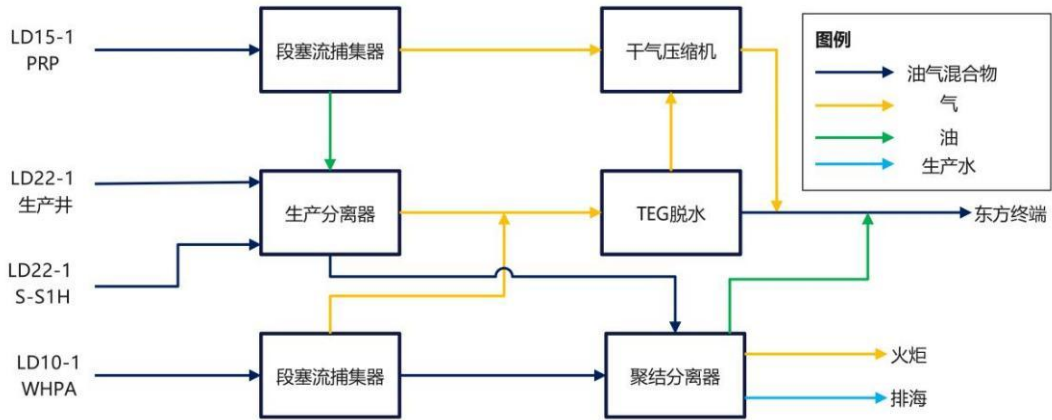 LD15-1
PRP
段塞流捕集器
干气压缩机
图例
油气混合物
气
油
生产水
LD22-1
生产井
生产分离器
TEG脱水
东方终端
LD22-1
S-S1H
LD10-1
WHPA
段塞流捕集器
聚结分离器
火炬
排海